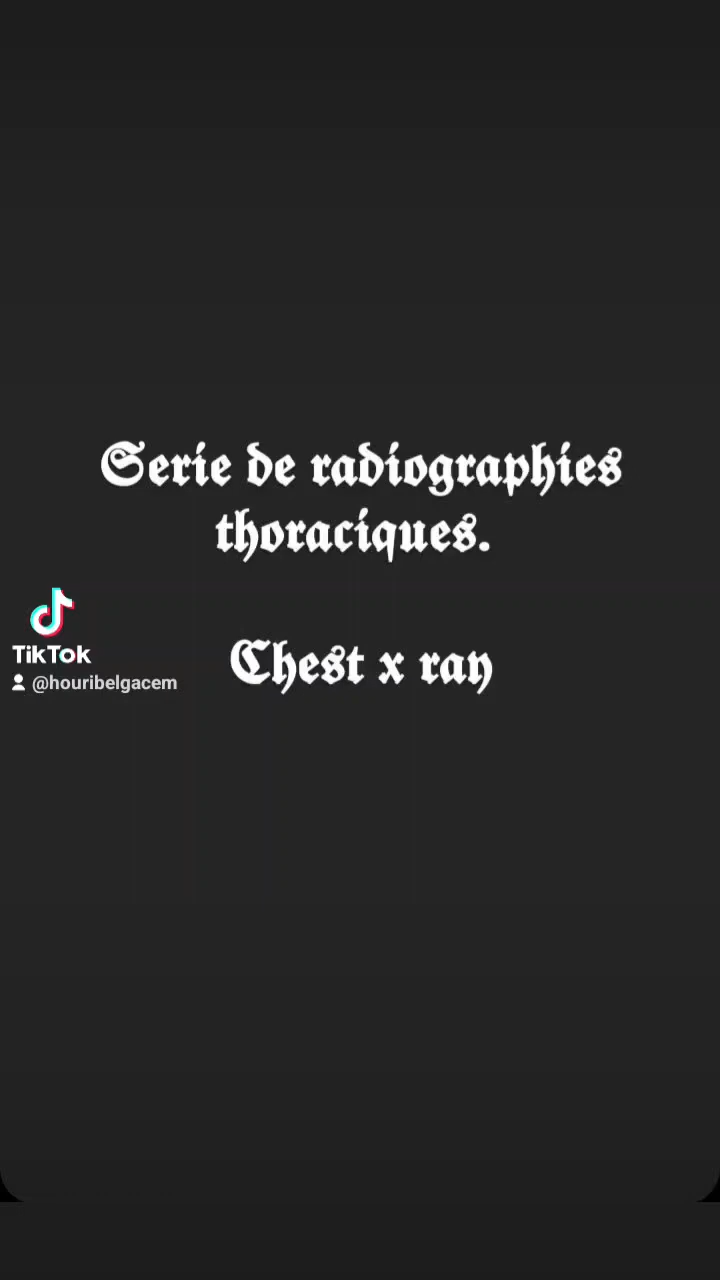 Serie de radiographies
thoraciques.
TikTok
@houribelgacem
Chest x ray